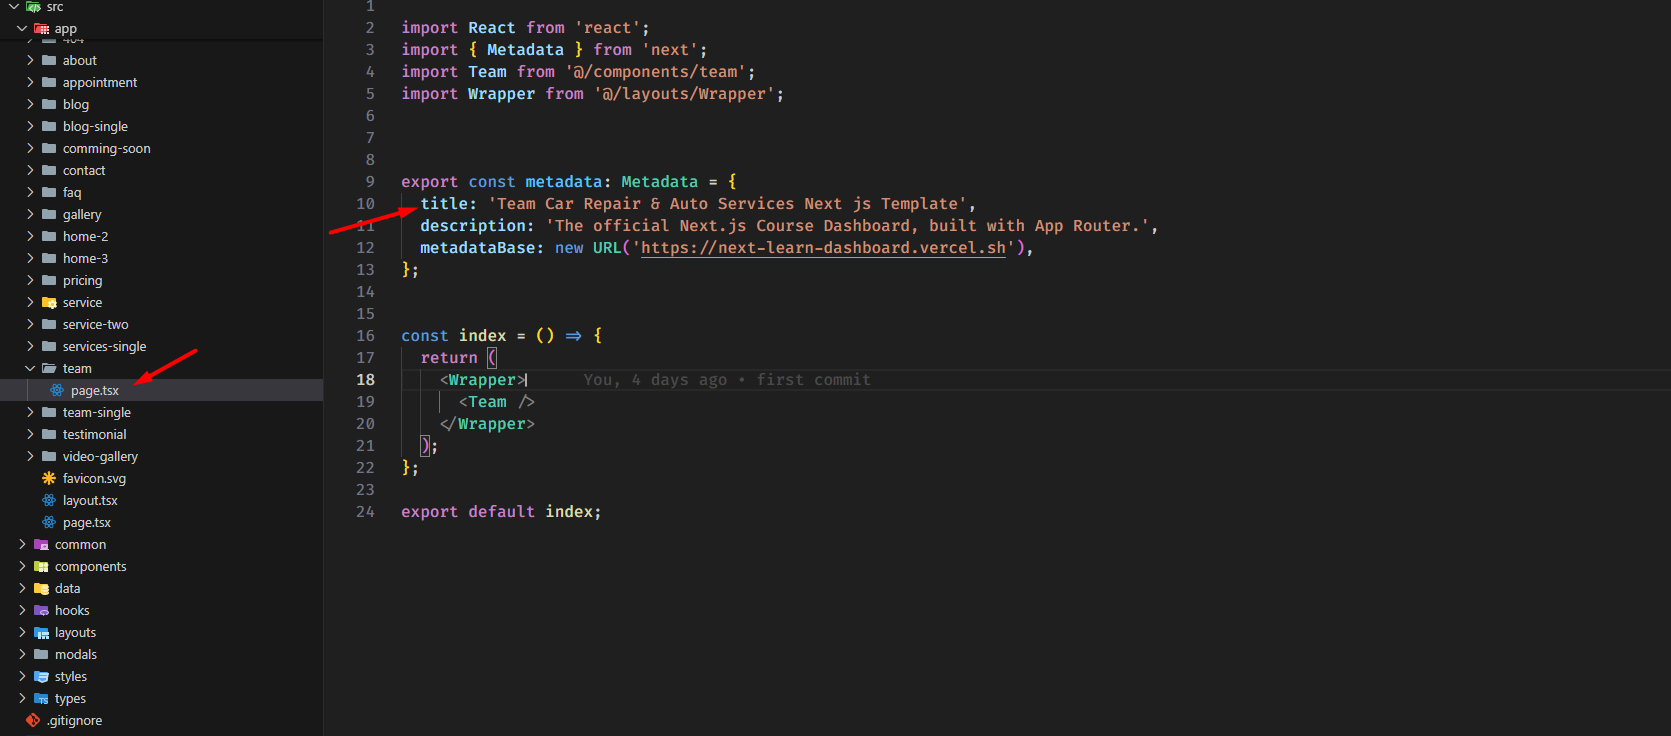 src
app
404
about
appointment
blog
blog-single
comming-soon
contact
faq
gallery
home-2
home-3
pricing
service
service-two
services-single
team
page.tsx
team-single
testimonial
video-gallery
favicon.svg
layout.tsx
page.tsx
common
components
data
hooks
layouts
modals
styles
types
.gitignore
1
2 import React from 'react';
3 import { Metadata } from 'next';
4 import Team from '@/components/team';
5 import Wrapper from '@/layouts/Wrapper';
6
7
8
9 export const metadata: Metadata = {
10 title: 'Team Car Repair & Auto Services Next js Template',
11 description: 'The official Next.js Course Dashboard, built with App Router.',
12 metadataBase: new URL('https://next-learn-dashboard.vercel.sh'),
13 };
14
15
16 const index = () => {
17 return (
18 <Wrapper> You, 4 days ago • first commit
19 <Team />
20 </Wrapper>
21 );
22 };
23
24 export default index;